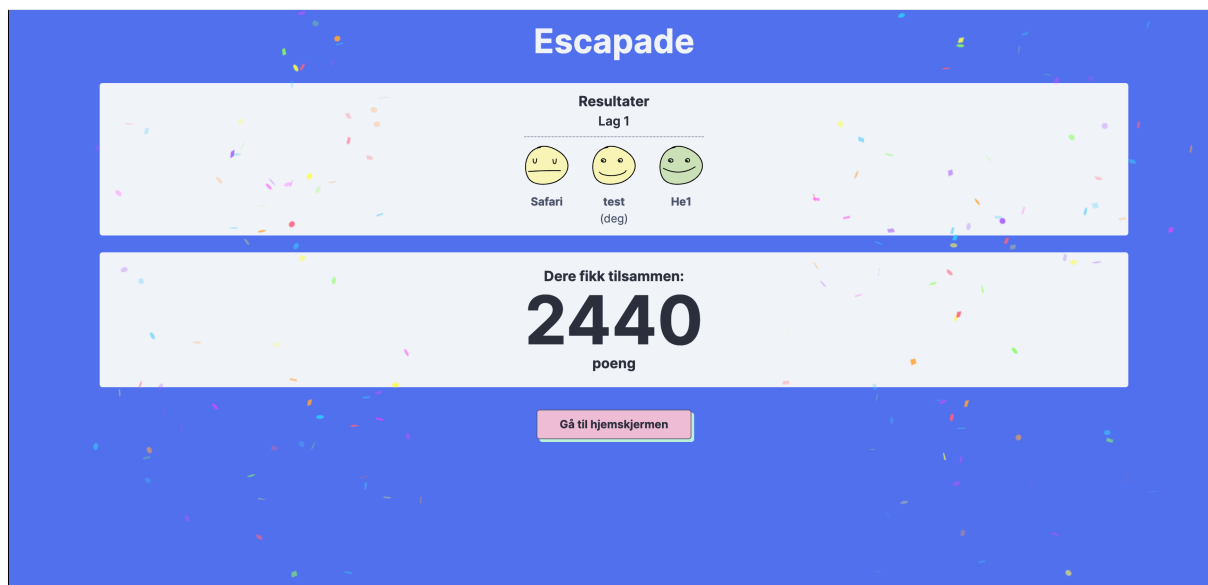 Escapade
Resultater
Lag 1
Safari test He1
(deg)
Dere fikk tilsammen:
2440
poeng
Gå til hjemskjermen